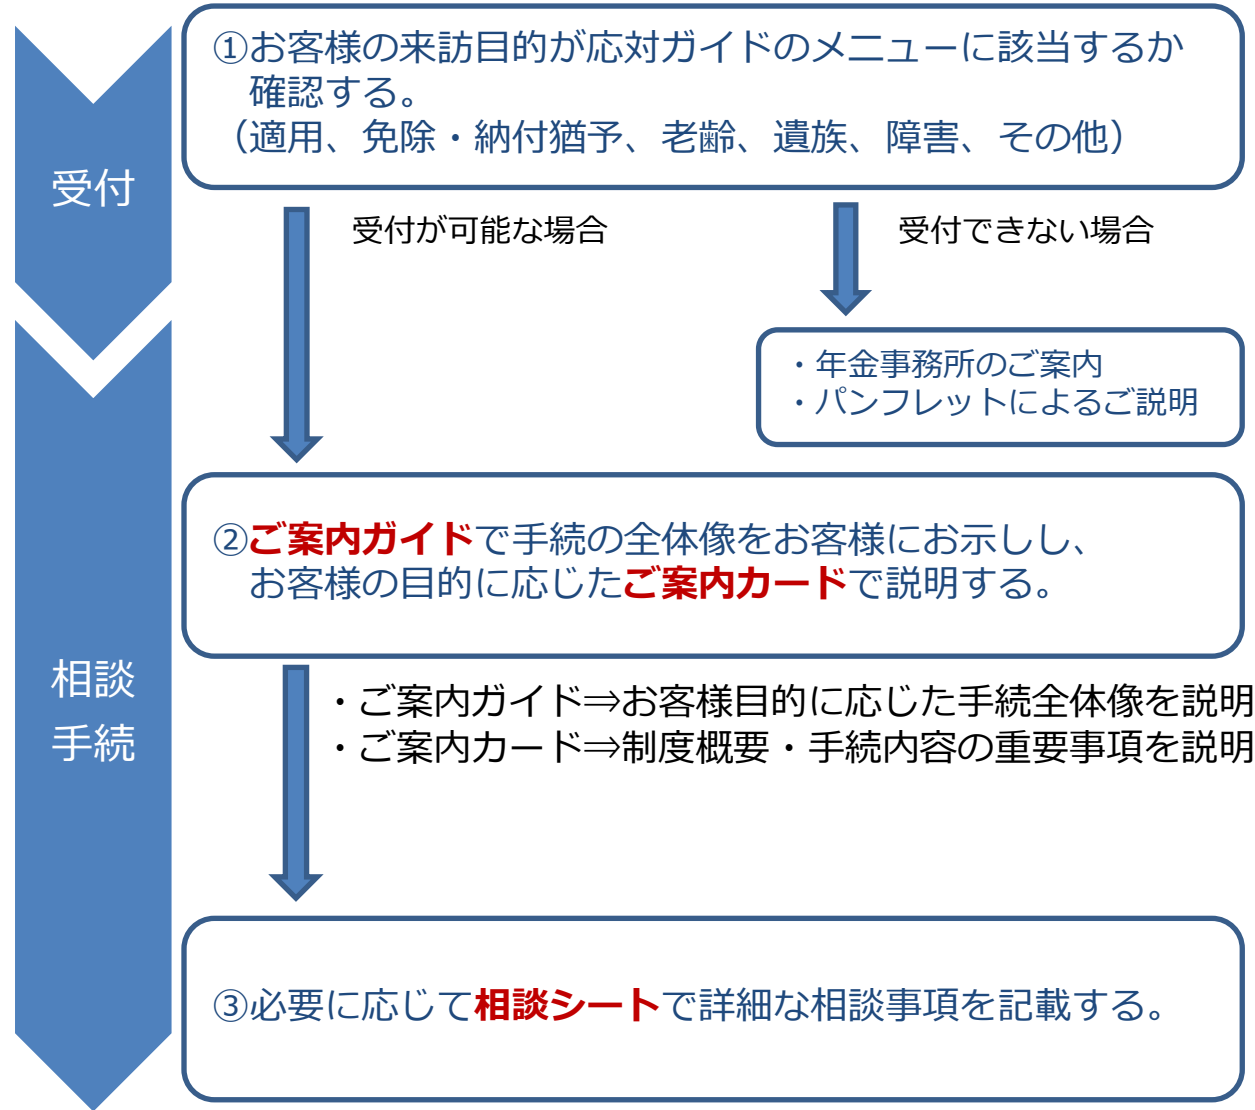 受付
①お客様の来訪目的が応対ガイドのメニューに該当するか
確認する。
（適用、免除・納付猶予、老齢、遺族、障害、その他）
受付が可能な場合
受付できない場合
・年金事務所のご案内
・パンフレットによるご説明
相談
手続
②ご案内ガイドで手続の全体像をお客様にお示しし、
お客様の目的に応じたご案内カードで説明する。
・ご案内ガイド⇒お客様目的に応じた手続全体像を説明
・ご案内カード⇒制度概要・手続内容の重要事項を説明
③必要に応じて相談シートで詳細な相談事項を記載する。